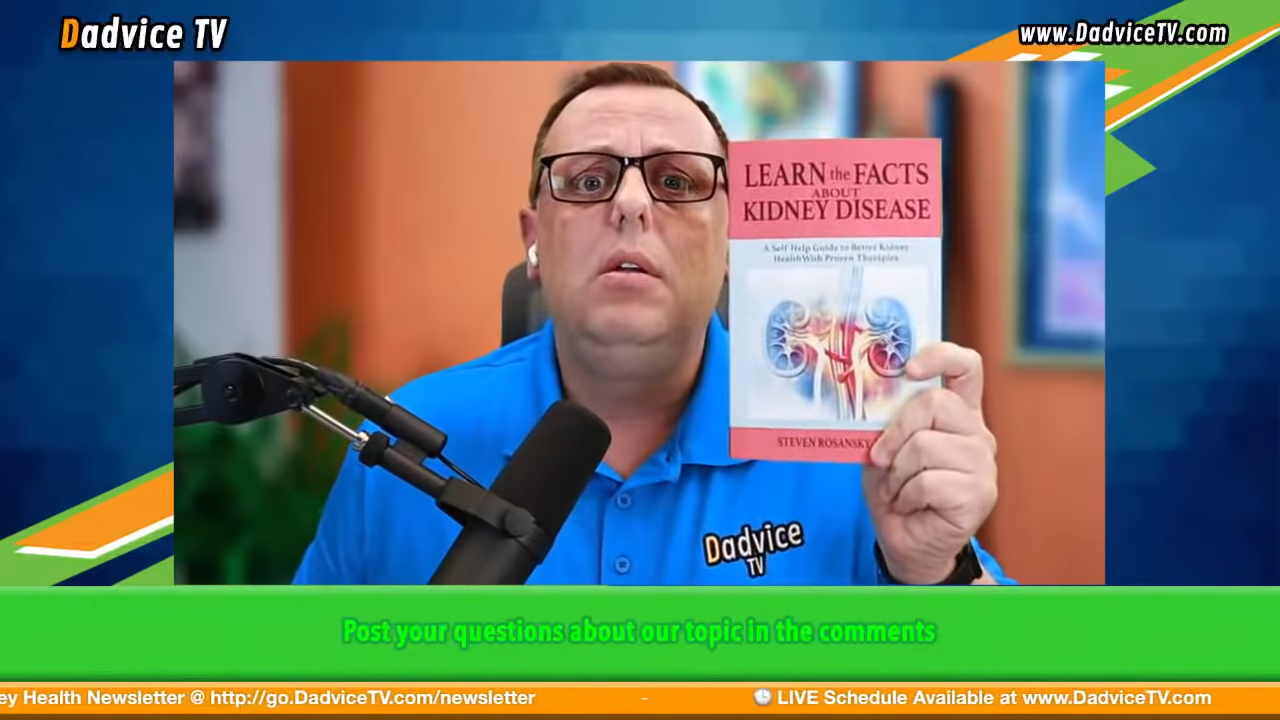 Dadvice TV
www.DadviceTV.com
LEARN the FACTS
ABOUT
KIDNEY DISEASE
A Self Help Guide to Better Kidney
Health With Proven Therapies
STEVEN ROSANSKY
Dadvice
TV
Post your questions about our topic in the comments
ey Health Newsletter @ http://go.DadviceTV.com/newsletter - 🕒 LIVE Schedule Available at www.DadviceTV.com